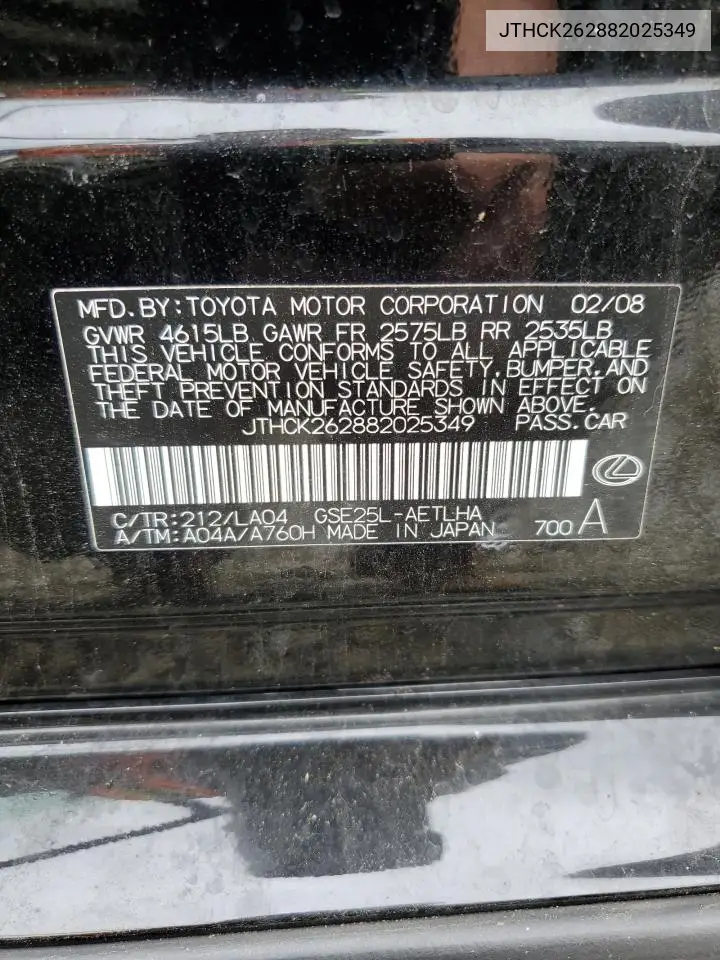 JTHCK262882025349
MFD.BY:TOYOTA MOTOR CORPORATION 02/08
GVWR 4615LB GAWR FR 2575LB RR 2535LB
THIS VEHICLE CONFORMS TO ALL APPLICABLE
FEDERAL MOTOR VEHICLE SAFETY,BUMPER,AND
THEFT PREVENTION STANDARDS IN EFFECT ON
THE DATE OF MANUFACTURE SHOWN ABOVE.
JTHCK262882025349 PASS.CAR
C/TR:212/LA04 GSE25L-AETLHA
A/TM:A04A/A760H MADE IN JAPAN 700 A